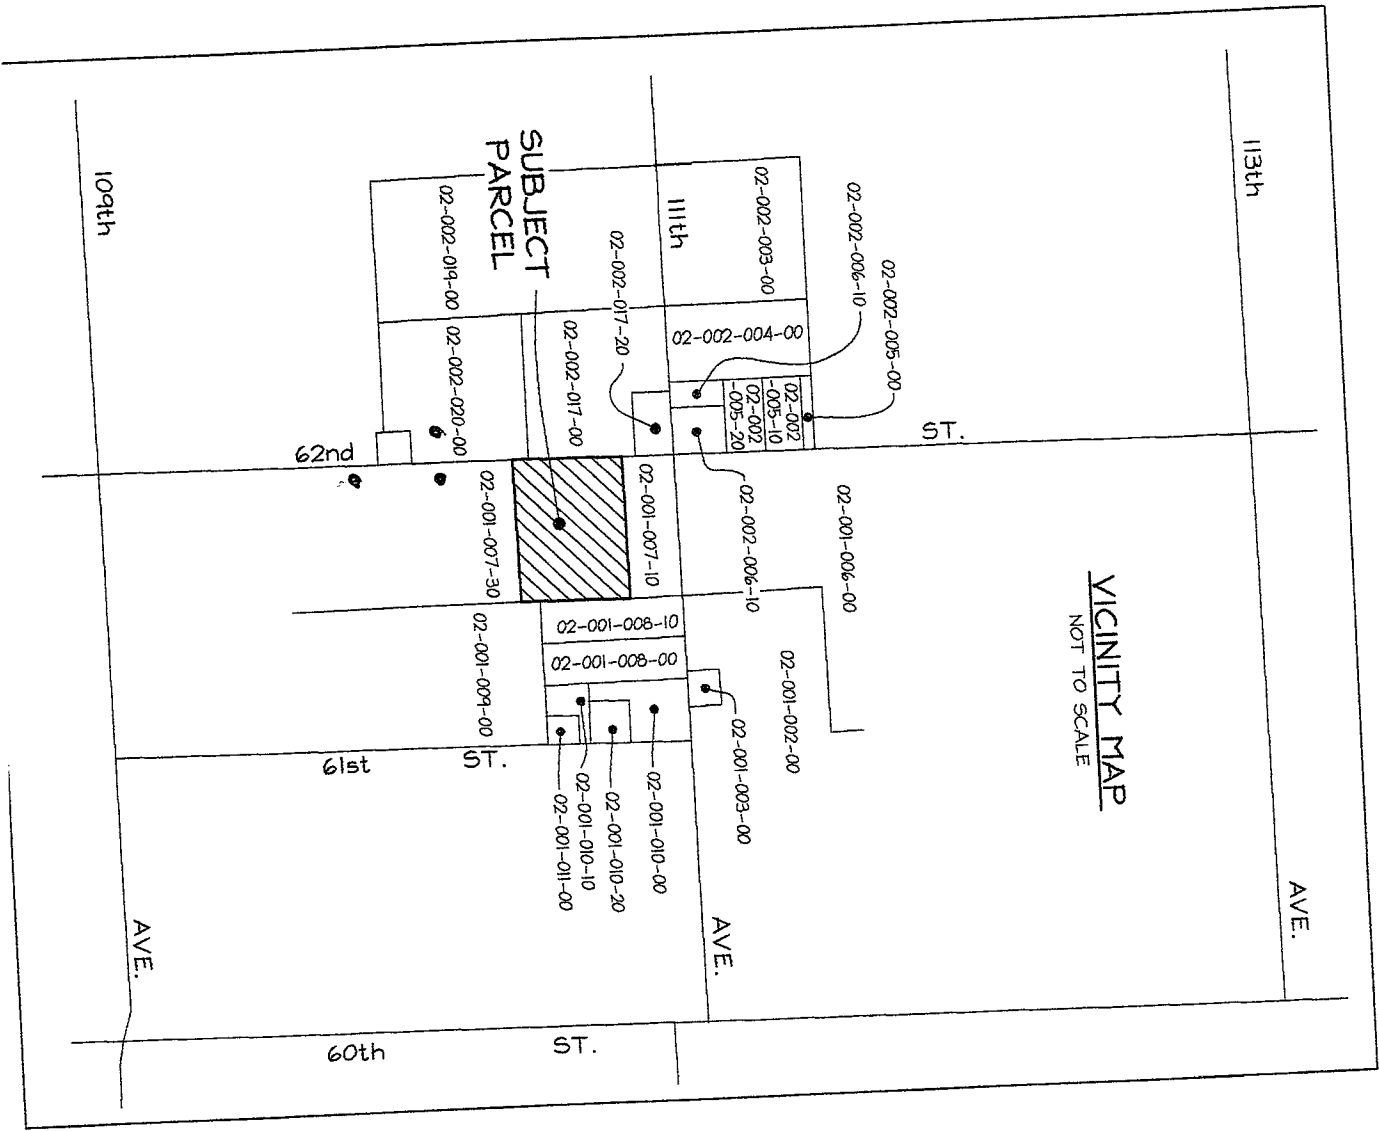 VICINITY MAP
NOT TO SCALE
113th
AVE.
111th
AVE.
109th
AVE.
62nd
ST.
61st
ST.
60th
ST.
SUBJECT
PARCEL
02-002-019-00
02-002-020-00
02-002-017-00
02-002-017-20
02-002-003-00
02-002-004-00
02-002-006-10
02-002-005-00
02-002
-005-10
02-002
-005-20
02-002-006-10
02-001-006-00
02-001-007-10
02-001-007-30
02-001-008-10
02-001-008-00
02-001-009-00
02-001-002-00
02-001-003-00
02-001-010-00
02-001-010-20
02-001-010-10
02-001-011-00